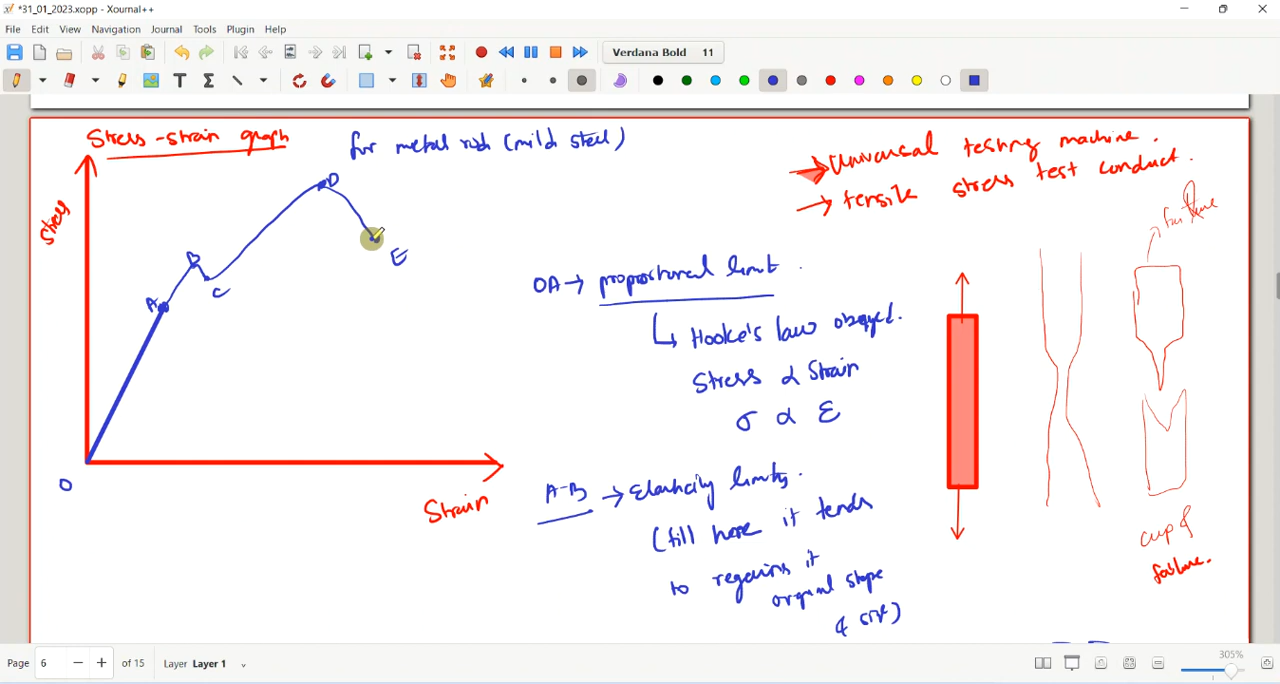 *31_01_2023.xopp - Xournal++
File Edit View Navigation Journal Tools Plugin Help
Verdana Bold 11
Stress-strain graph
for metal rod (mild steel)
→ Universal testing machine.
→ tensile stress test conduct.
Stress
D
B
A
C
E
O
Strain
OA → proportional limit.
Hooke's law obeyed.
Stress α Strain
σ α ε
A-B → Elasticity limits.
(till here it tends
to regains it
original shape
& size)
cup &
failure.
Page 6 of 15 Layer Layer 1
305%